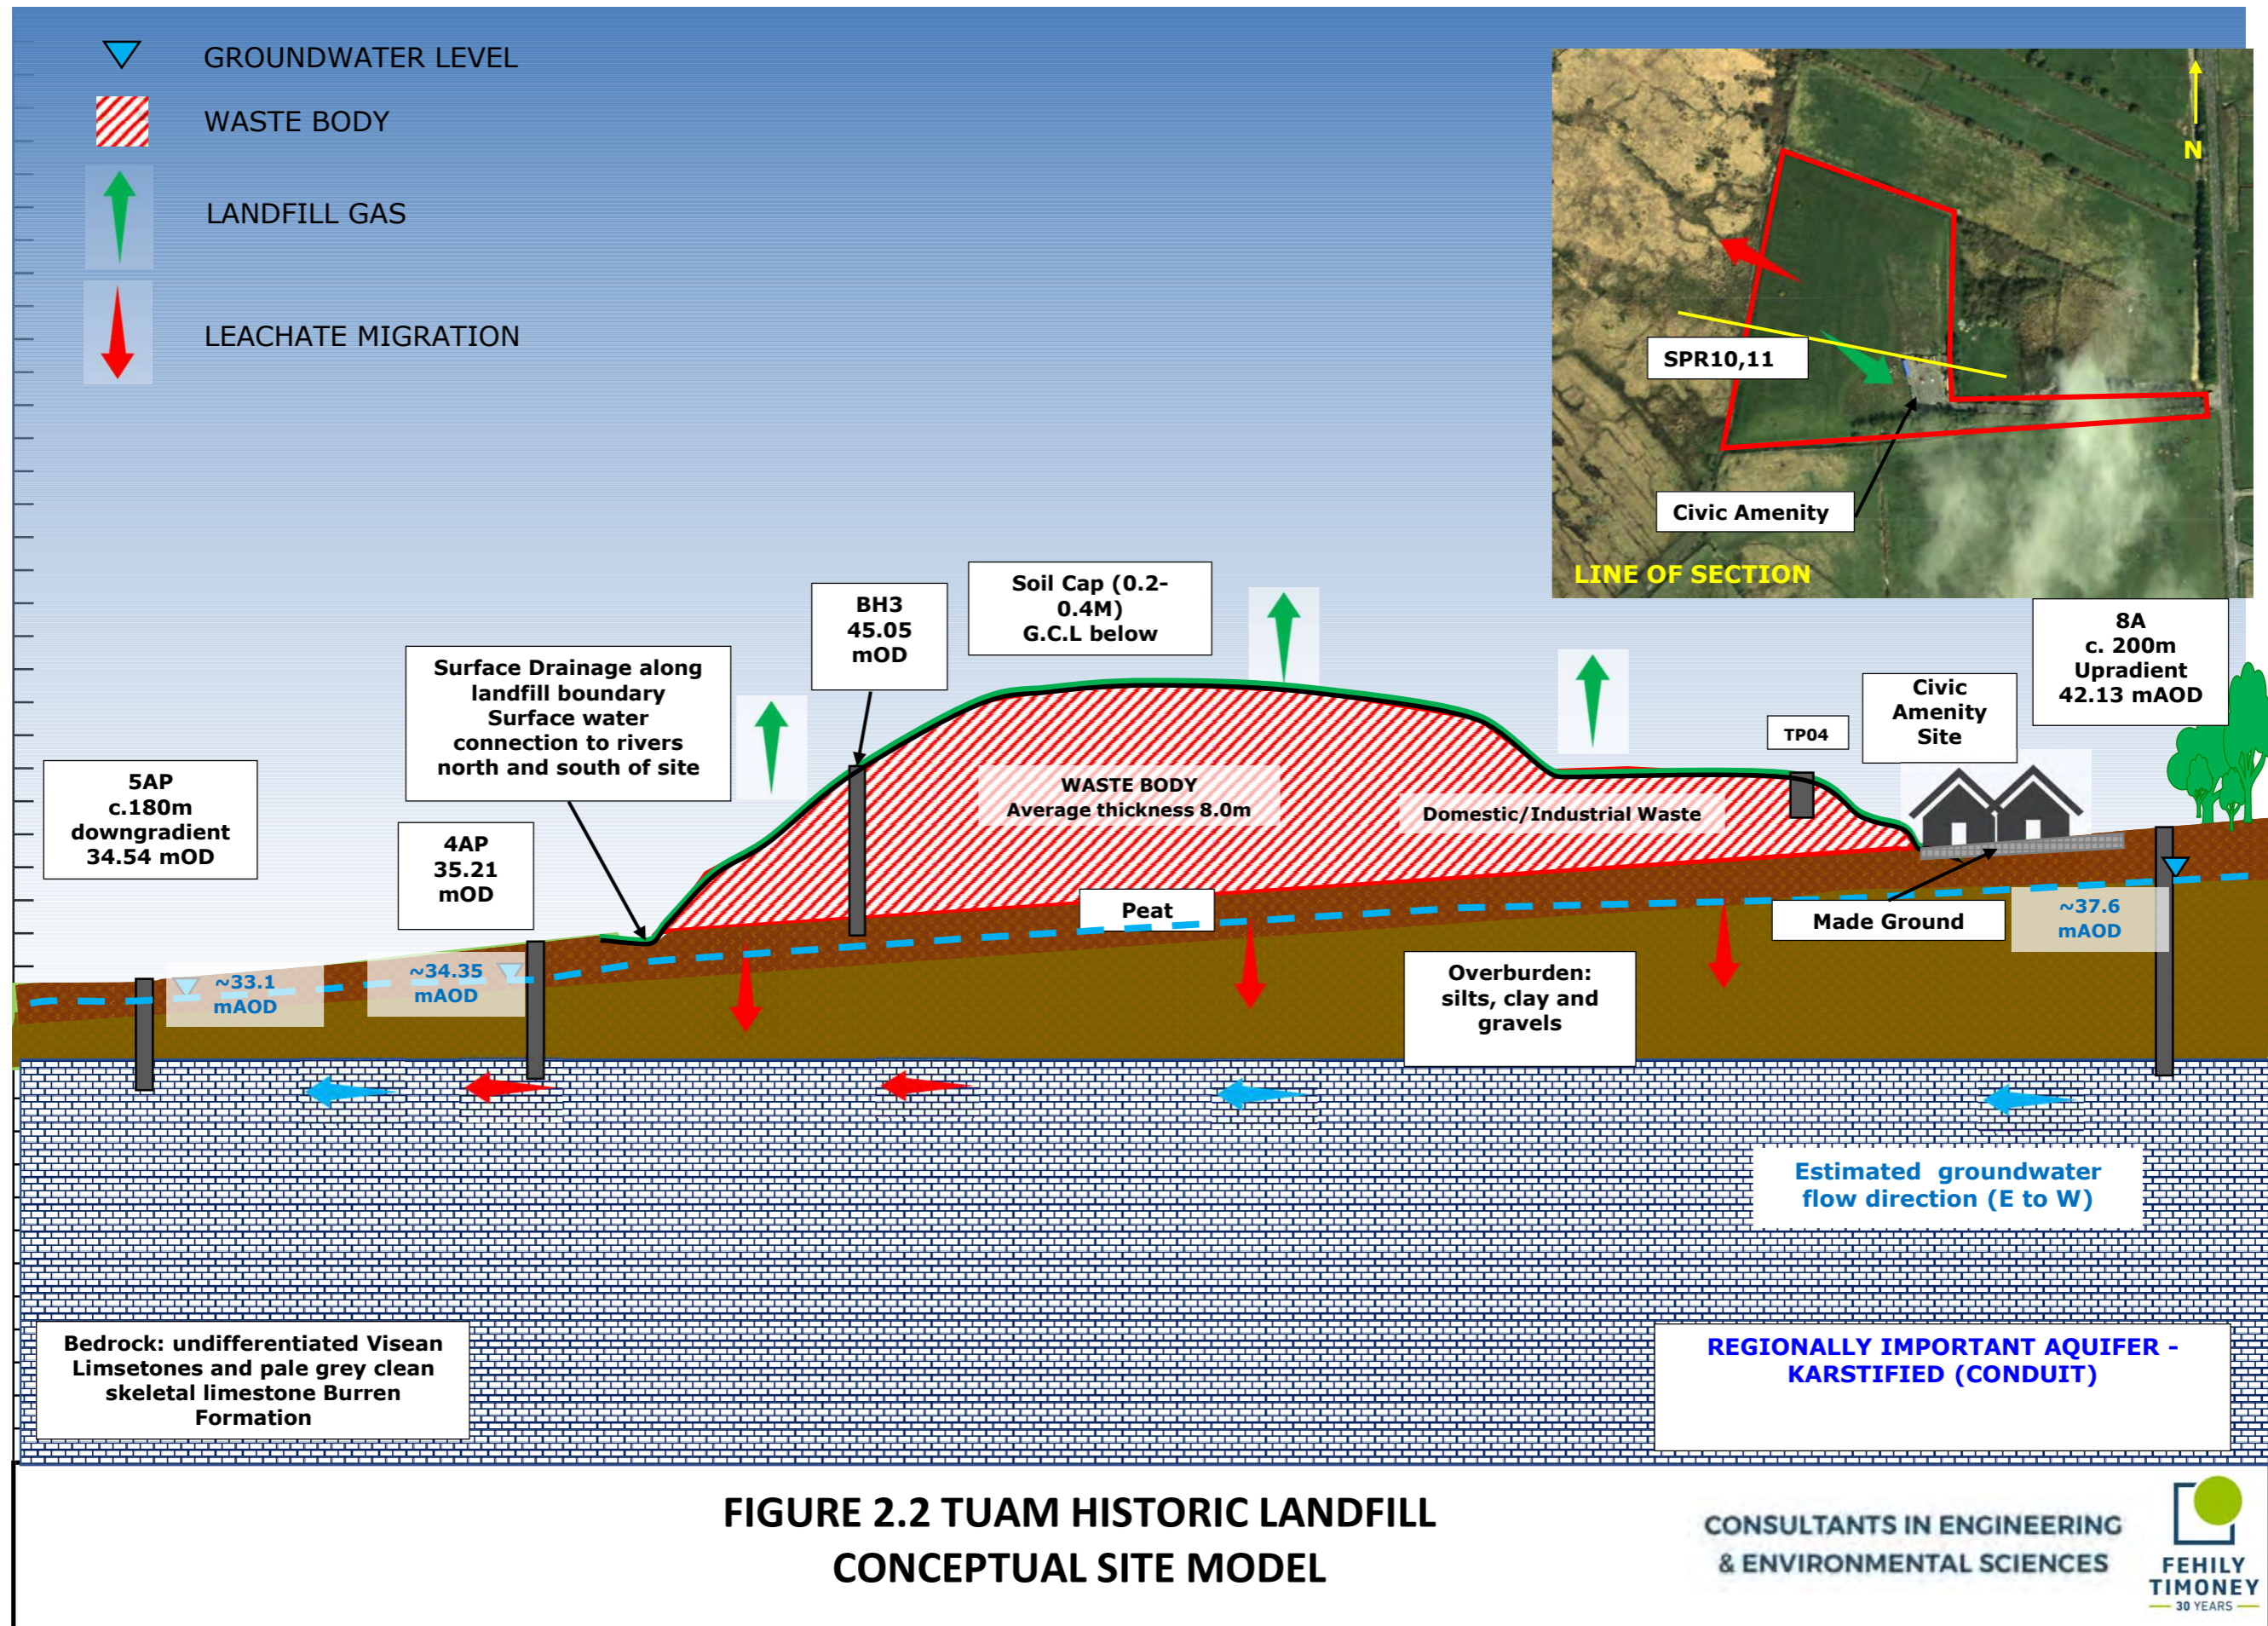 GROUNDWATER LEVEL
WASTE BODY
LANDFILL GAS
LEACHATE MIGRATION
N
SPR10,11
Civic Amenity
LINE OF SECTION
5AP
c.180m
downgradient
34.54 mOD
4AP
35.21
mOD
Surface Drainage along
landfill boundary
Surface water
connection to rivers
north and south of site
BH3
45.05
mOD
Soil Cap (0.2-
0.4M)
G.C.L below
TP04
Civic
Amenity
Site
8A
c. 200m
Upradient
42.13 mAOD
WASTE BODY
Average thickness 8.0m
Domestic/Industrial Waste
Peat
Made Ground
~37.6
mAOD
~33.1
mAOD
~34.35
mAOD
Overburden:
silts, clay and
gravels
Estimated groundwater
flow direction (E to W)
Bedrock: undifferentiated Visean
Limsetones and pale grey clean
skeletal limestone Burren
Formation
REGIONALLY IMPORTANT AQUIFER -
KARSTIFIED (CONDUIT)
FIGURE 2.2 TUAM HISTORIC LANDFILL
CONCEPTUAL SITE MODEL
CONSULTANTS IN ENGINEERING
& ENVIRONMENTAL SCIENCES
FEHILY
TIMONEY
30 YEARS